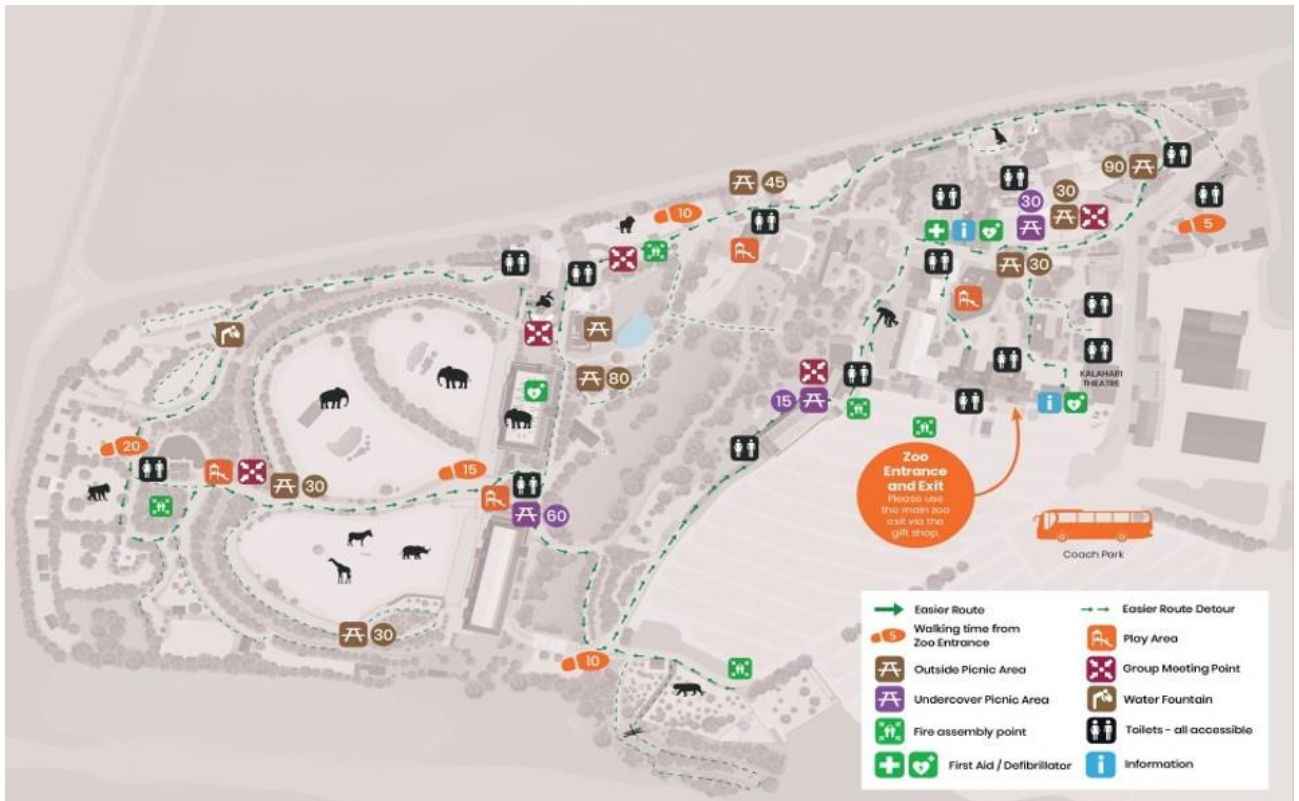 45
90
30
30
10
5
30
80
KALAHARI
THEATRE
15
Zoo
Entrance
and Exit
Please use
the main zoo
exit via the
gift shop.
20
15
30
60
Coach Park
30
10
Easier Route
Easier Route Detour
5
Walking time from
Zoo Entrance
Play Area
Outside Picnic Area
Group Meeting Point
Undercover Picnic Area
Water Fountain
Fire assembly point
Toilets - all accessible
First Aid / Defibrillator
i
Information